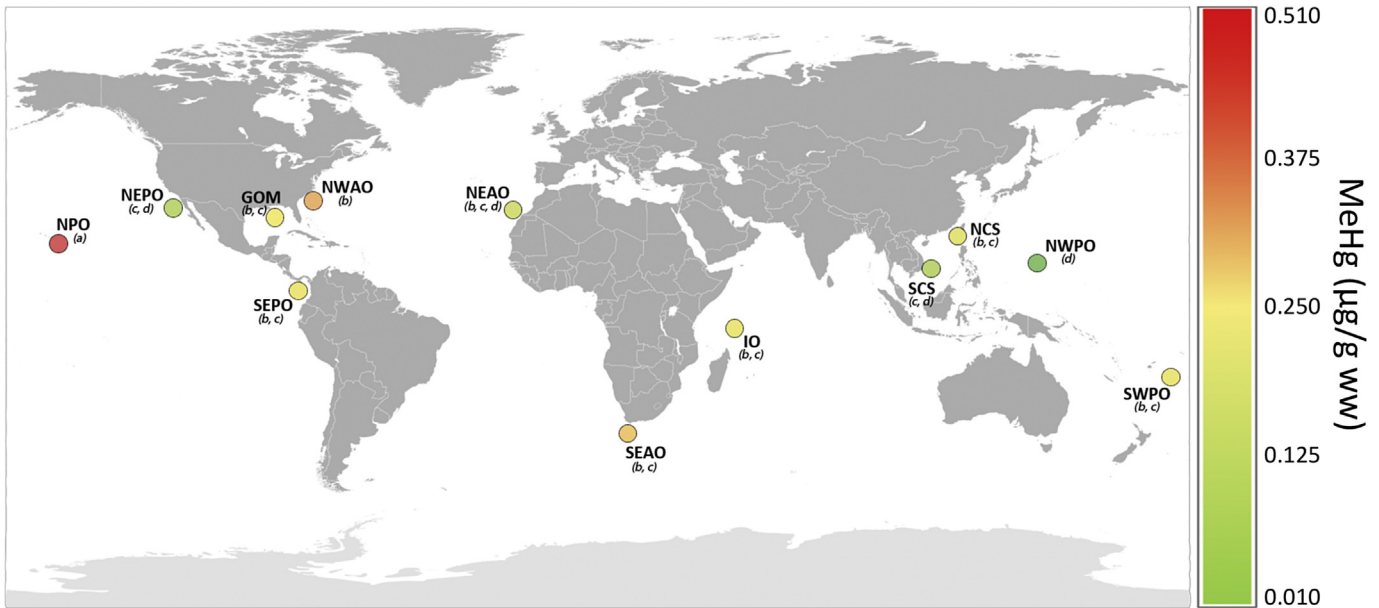 NEPO
(c, d)
GOM
(b, c)
NWAO
(b)
NEAO
(b, c, d)
NPO
(a)
NCS
(b, c)
NWPO
(d)
SCS
(c, d)
SEPO
(b, c)
IO
(b, c)
SWPO
(b, c)
SEAO
(b, c)
0.510
0.375
0.250
0.125
0.010
MeHg (µg/g ww)